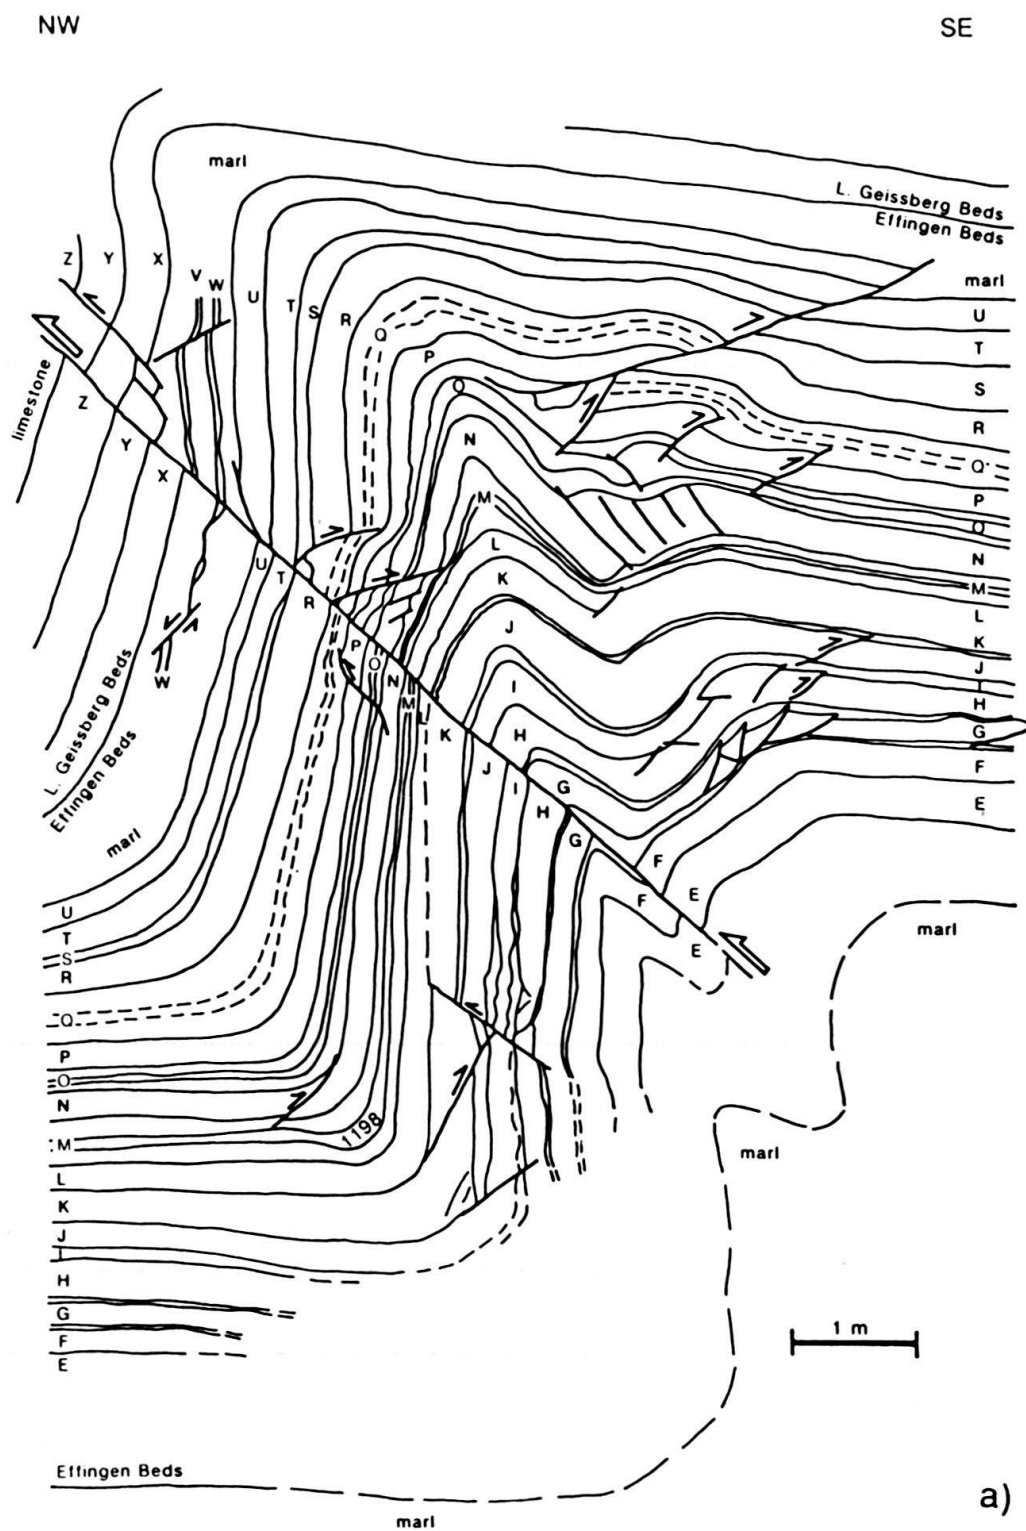 NW
SE
marl
L. Geissberg Beds
Effingen Beds
Z Y X V W U T S R Q P O N M L K J I H G F E
limestone
Z Y X U T R P O N M L K J I H G F E
W
marl
U
T
S
R
Q
P
O
N
M
L
K
J
I
H
G
F
E
L. Geissberg Beds
Effingen Beds
marl
marl
U
T
S
R
Q
P
O
N
M
L
K
J
I
H
G
F
E
1198
marl
1 m
Effingen Beds
marl
a)